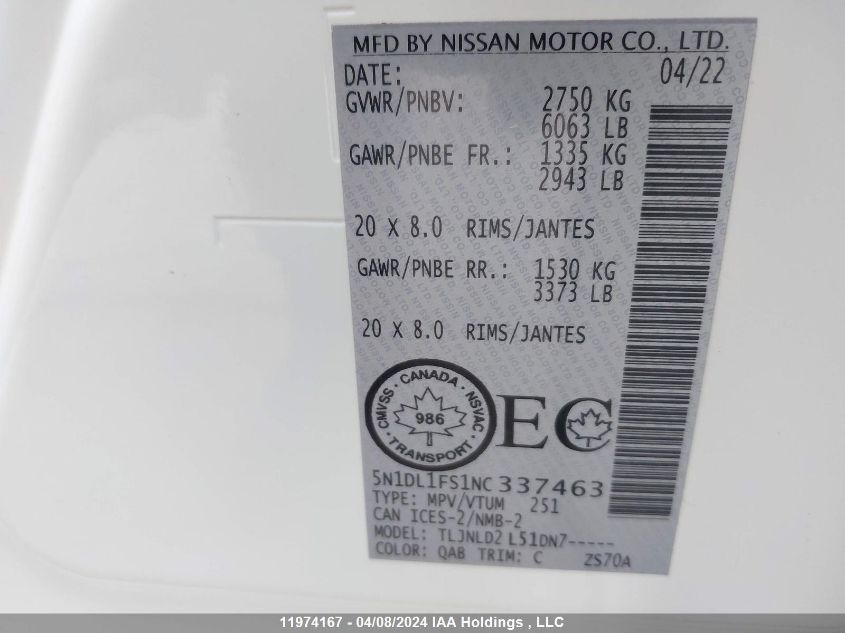 MFD BY NISSAN MOTOR CO., LTD.
DATE: 04/22
GVWR/PNBV: 2750 KG
6063 LB
GAWR/PNBE FR.: 1335 KG
2943 LB
20 X 8.0 RIMS/JANTES
GAWR/PNBE RR.: 1530 KG
3373 LB
20 X 8.0 RIMS/JANTES
CANADA
CMVSS 986 NSVAC
TRANSPORT
EC
5N1DL1FS1NC337463
TYPE: MPV/VTUM 251
CAN ICES-2/NMB-2
MODEL: TLJNLD2 L51DN7-----
COLOR: QAB TRIM: C ZS70A
11974167 - 04/08/2024 IAA Holdings , LLC